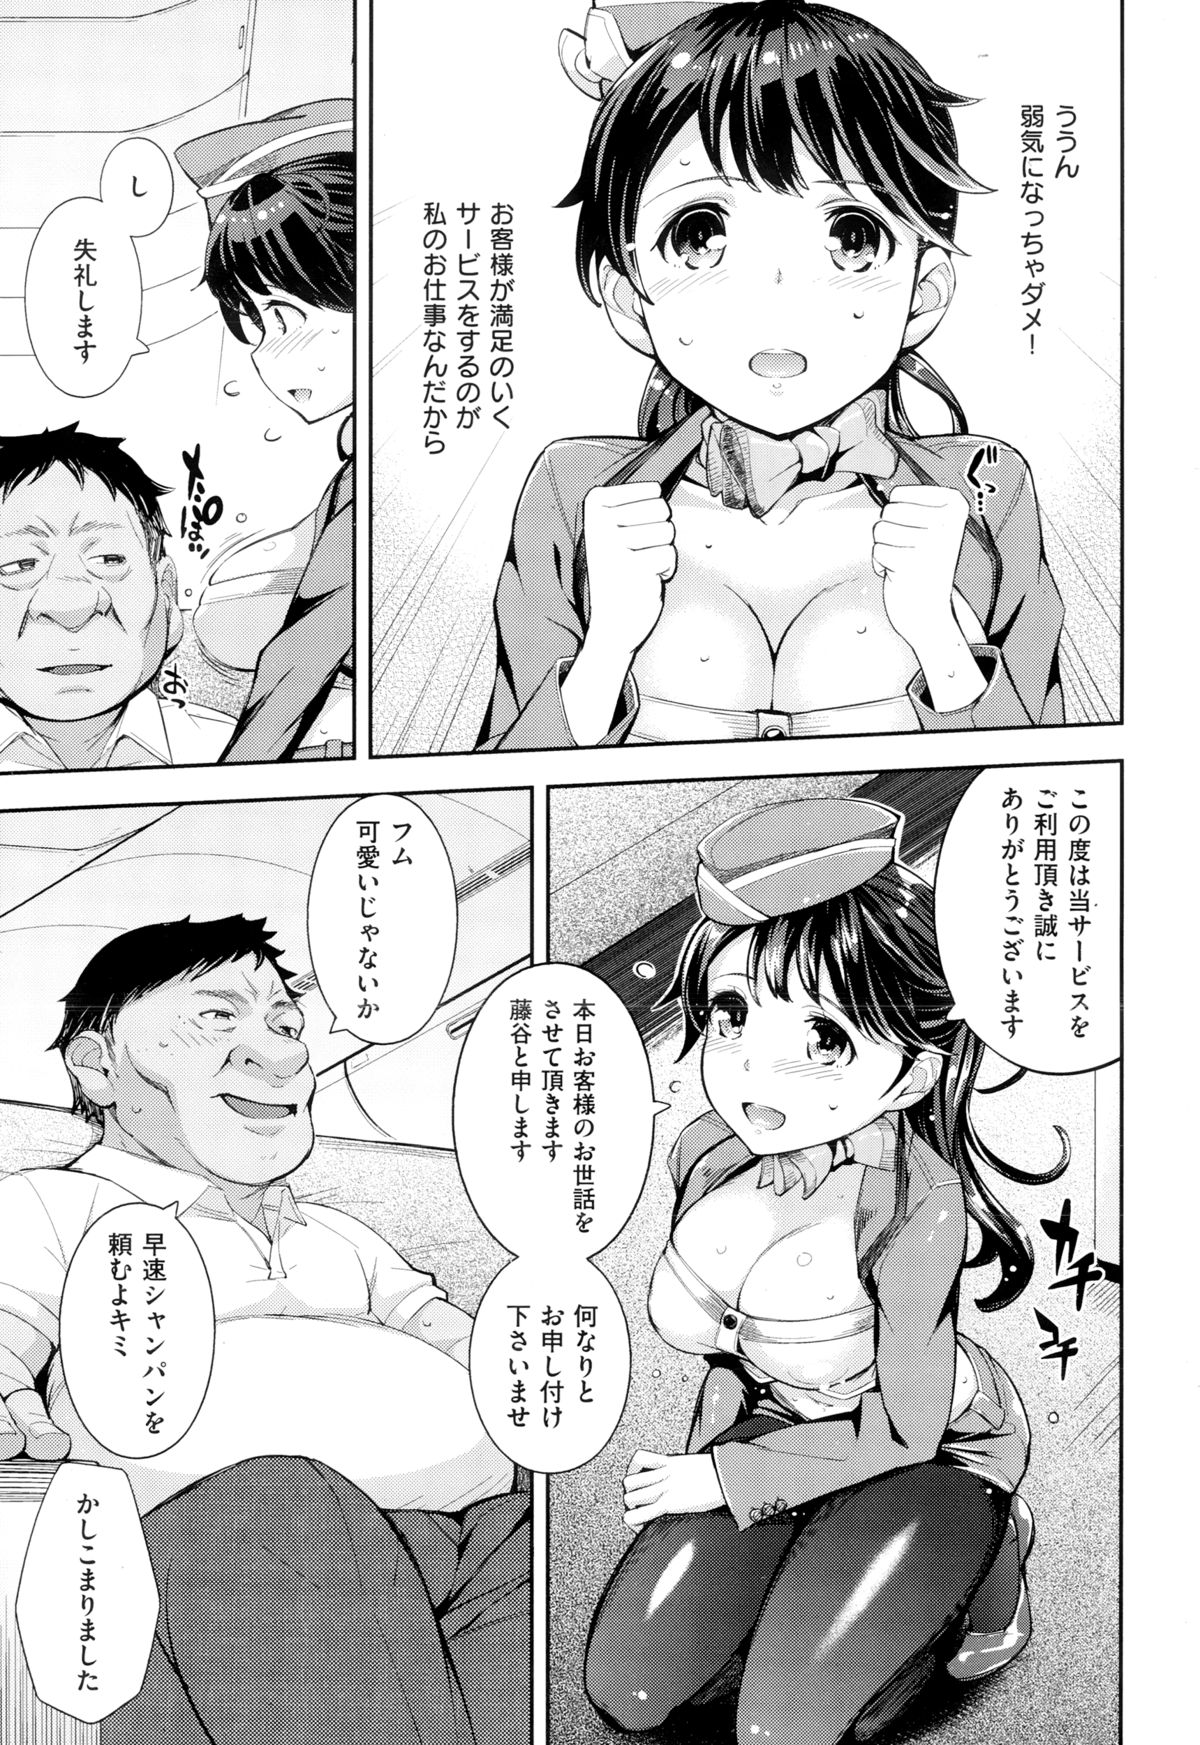 ううん
弱気になっちゃダメ！
お客様が満足のいく
サービスをするのが
私のお仕事なんだから
ぐっ…
し
失礼します
たぽぉ…
おっ
この度は当サービスを
ご利用頂き誠に
ありがとうございます
本日お客様のお世話を
させて頂きます
藤谷と申します
何なりと
お申し付け
下さいませ
カチ
コチ
フム
可愛いじゃないか
早速シャンパンを
頼むよキミ
かしこまりました